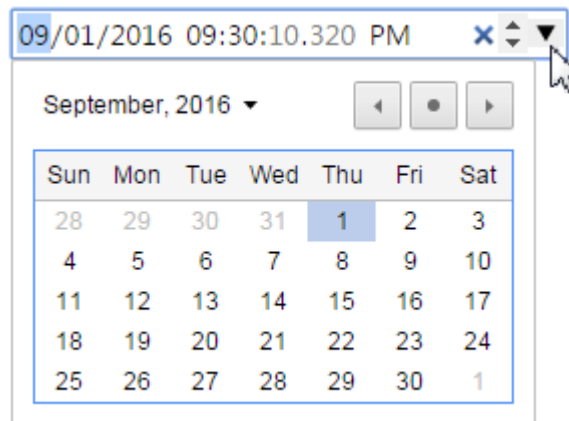 09/01/2016 09:30:10.320 PM
September, 2016
Sun Mon Tue Wed Thu Fri Sat
28 29 30 31 1 2 3
4 5 6 7 8 9 10
11 12 13 14 15 16 17
18 19 20 21 22 23 24
25 26 27 28 29 30 1